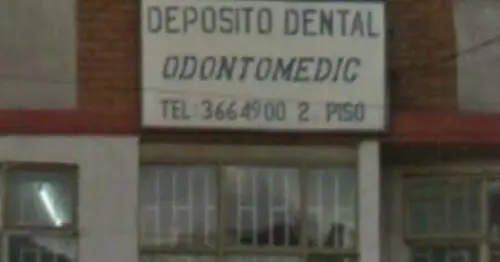 DEPOSITO DENTAL
ODONTOMEDIC
TEL: 3664900 2 PISO